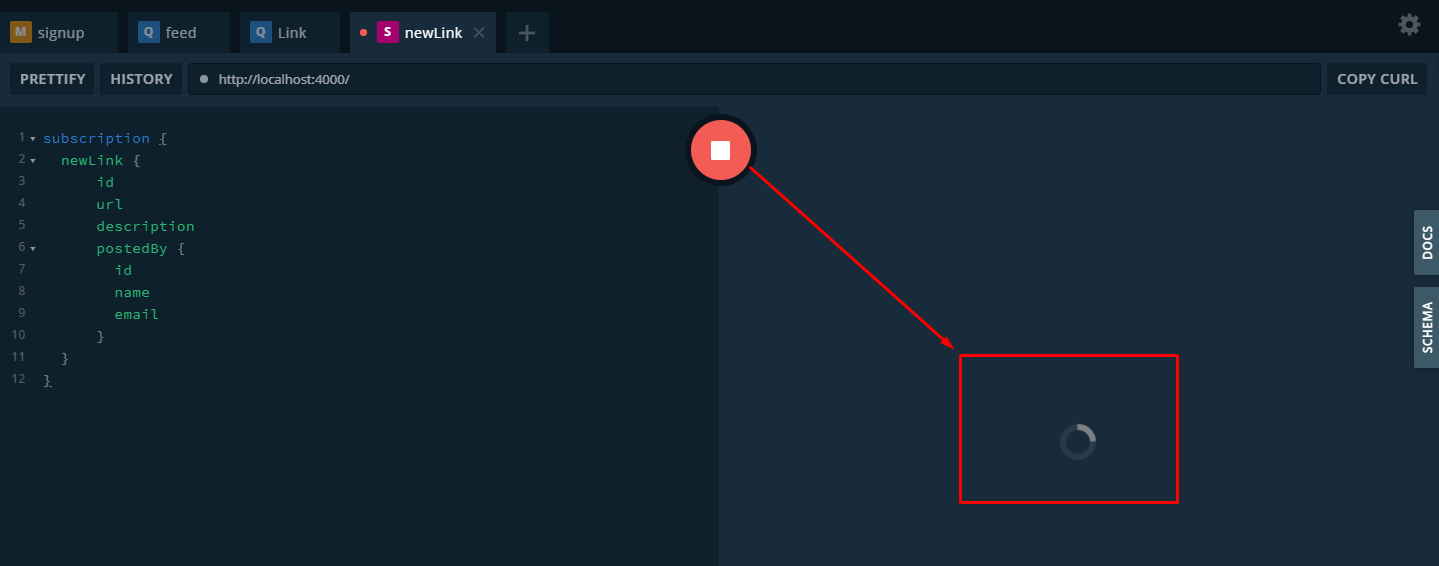 M signup Q feed Q Link S newLink
PRETTIFY HISTORY http://localhost:4000/ COPY CURL
1 subscription {
2 newLink {
3 id
4 url
5 description
6 postedBy {
7 id
8 name
9 email
10 }
11 }
12 }
DOCS
SCHEMA